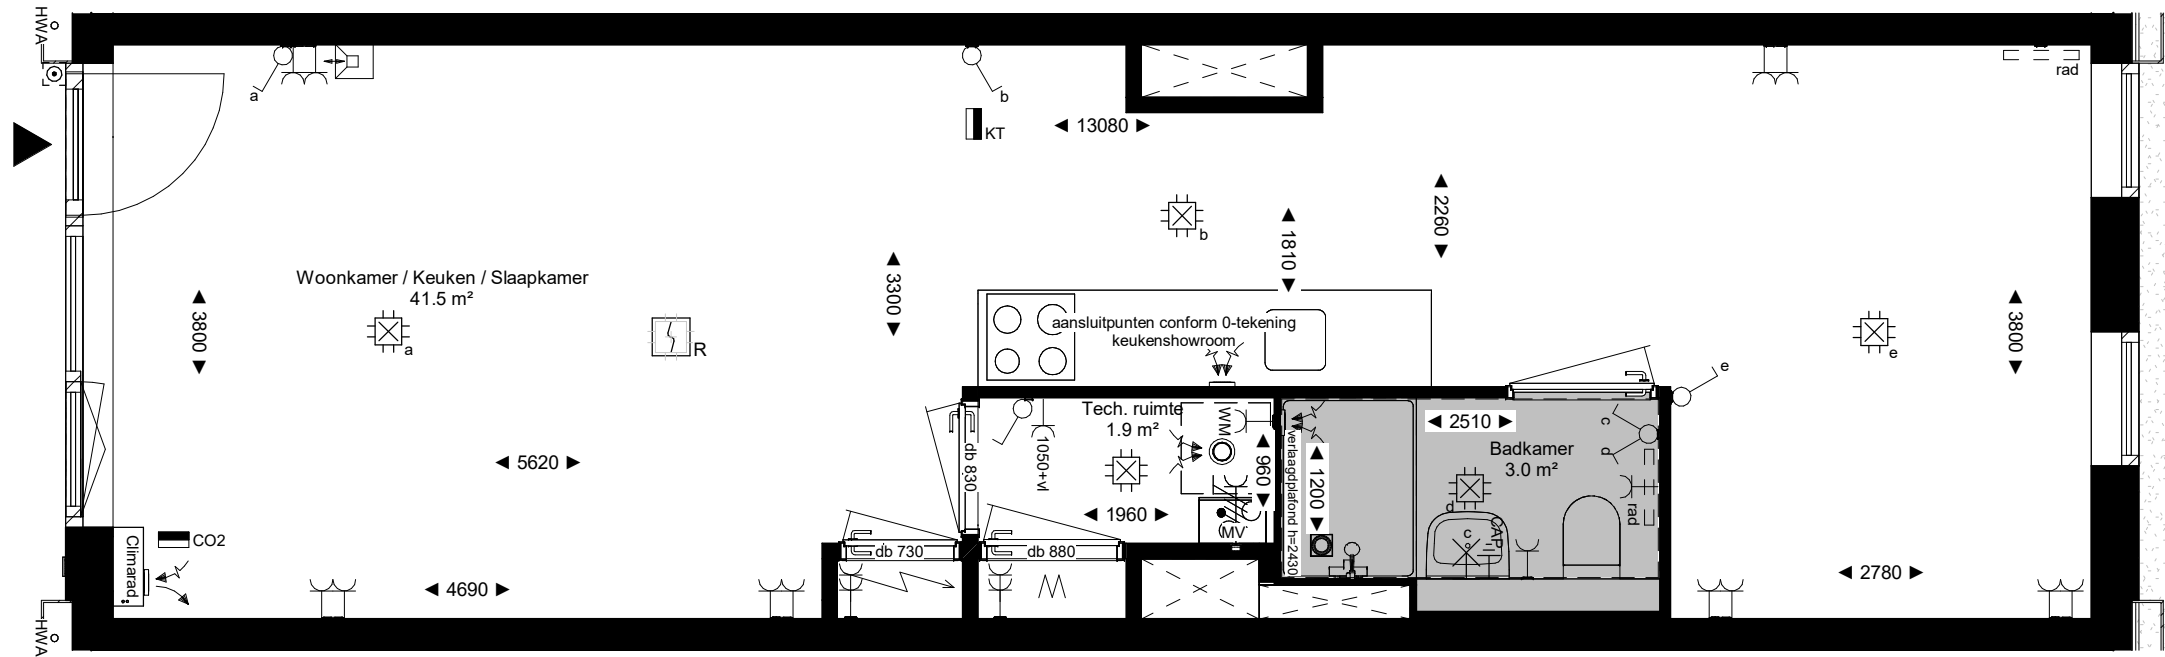 HWA
a
b
KT
13080
rad
2260
1810
b
Woonkamer / Keuken / Slaapkamer
41.5 m²
3300
3800
a
R
aansluitpunten conform 0-tekening
keukenshowroom
3800
e
e
Tech. ruimte
1.9 m²
WM
2510
c
d
Badkamer
3.0 m²
5620
db 830
1050+vl
960
verlaagdplafond h=2430
1200
d
rad
1960
MV
c
CAP
Climarad
CO2
db 730
db 880
4690
2780
HWA